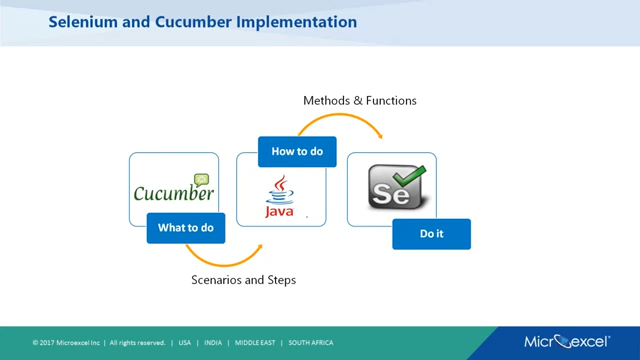 Selenium and Cucumber Implementation
Methods & Functions
How to do
Cucumber
Java
Se
What to do
Do it
Scenarios and Steps
© 2017 Microexcel Inc | All rights reserved. | USA | INDIA | MIDDLE EAST | SOUTH AFRICA
Microexcel